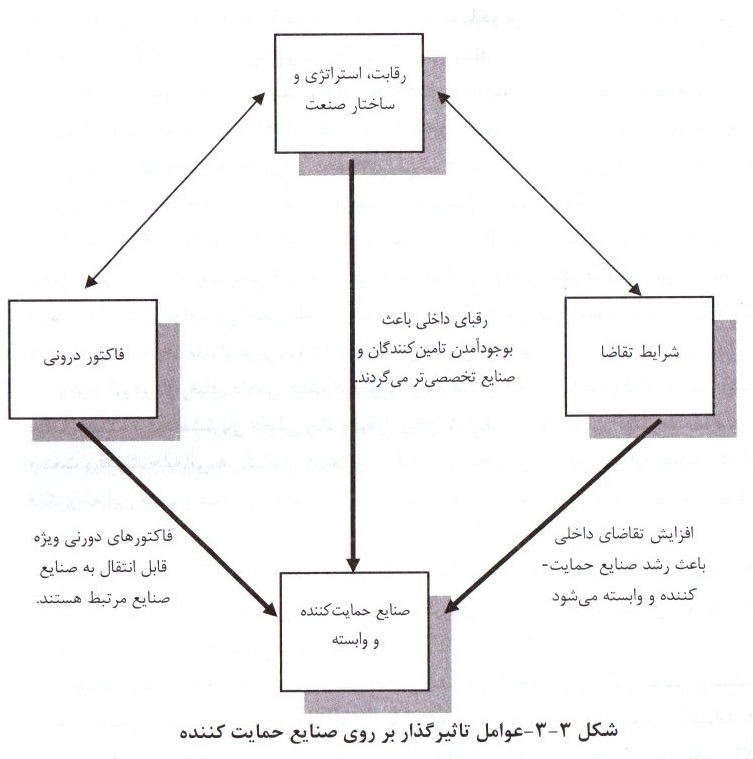 رقابت، استراتژی و
ساختار صنعت
فاکتور درونی
رقبای داخلی باعث
بوجودآمدن تامین‌کنندگان و
صنایع تخصصی‌تر می‌گردند.
شرایط تقاضا
فاکتورهای دورنی ویژه
قابل انتقال به صنایع
صنایع مرتبط هستند.
افزایش تقاضای داخلی
باعث رشد صنایع حمایت-
کننده و وابسته می‌شود
صنایع حمایت‌کننده
و وابسته
شکل ۳-۳-عوامل تاثیرگذار بر روی صنایع حمایت کننده